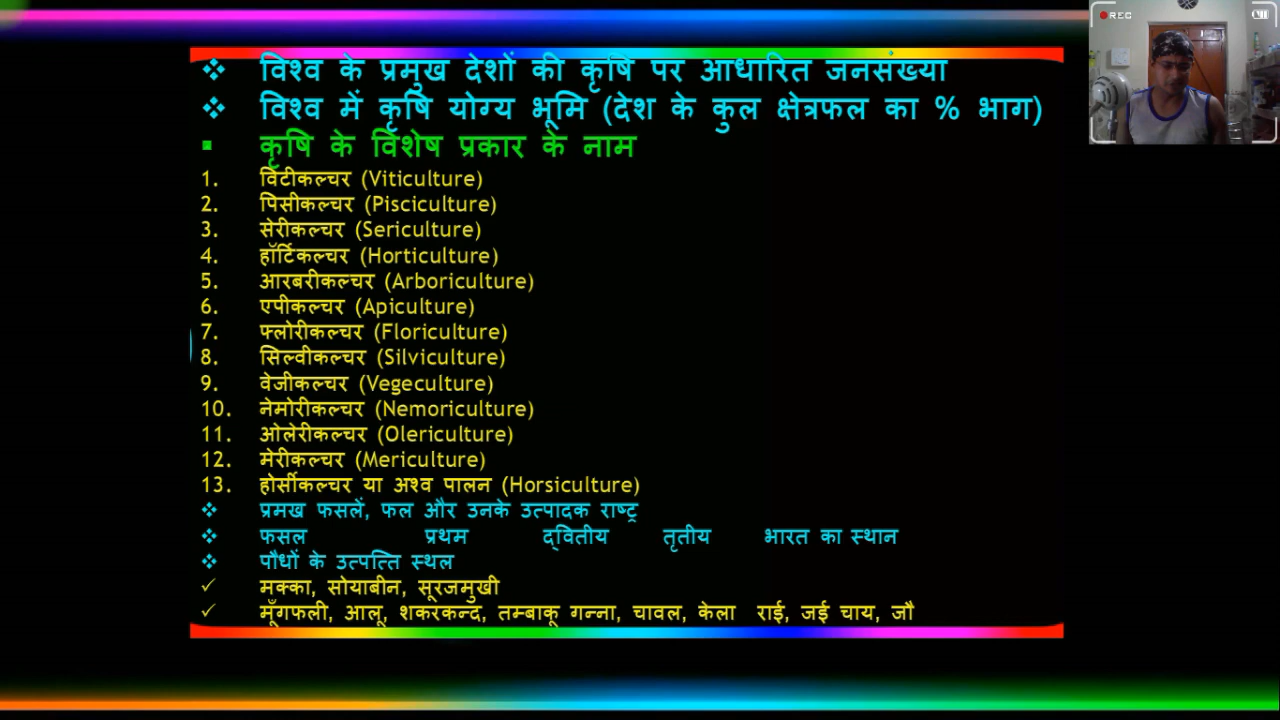 REC
❖ विश्व के प्रमुख देशों की कृषि पर आधारित जनसंख्या
❖ विश्व में कृषि योग्य भूमि (देश के कुल क्षेत्रफल का % भाग)
▪ कृषि के विशेष प्रकार के नाम
1. विटीकल्चर (Viticulture)
2. पिसीकल्चर (Pisciculture)
3. सेरीकल्चर (Sericulture)
4. हॉर्टिकल्चर (Horticulture)
5. आरबरीकल्चर (Arboriculture)
6. एपीकल्चर (Apiculture)
7. फ्लोरीकल्चर (Floriculture)
8. सिल्वीकल्चर (Silviculture)
9. वेजीकल्चर (Vegeculture)
10. नेमोरीकल्चर (Nemoriculture)
11. ओलेरीकल्चर (Olericulture)
12. मेरीकल्चर (Mericulture)
13. होर्सीकल्चर या अश्व पालन (Horsiculture)
❖ प्रमख फसलें, फल और उनके उत्पादक राष्ट्र
❖ फसल प्रथम द्वितीय तृतीय भारत का स्थान
❖ पौधों के उत्पत्ति स्थल
✓ मक्का, सोयाबीन, सूरजमुखी
✓ मूँगफली, आलू, शकरकन्द, तम्बाकू गन्ना, चावल, केला राई, जई चाय, जौ